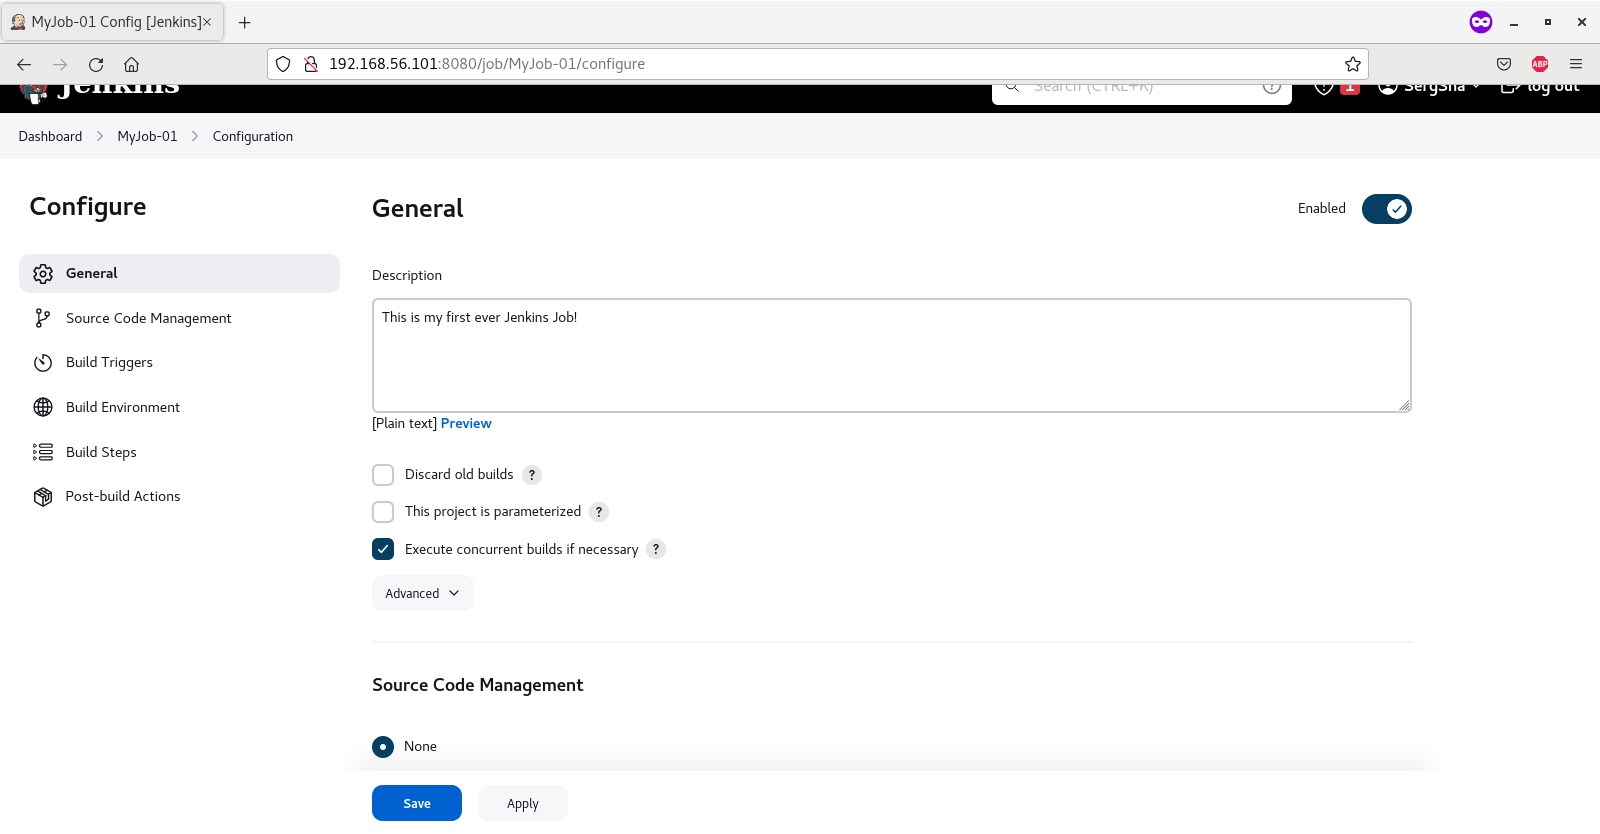 MyJob-01 Config [Jenkins]
192.168.56.101:8080/job/MyJob-01/configure
ABP
Jenkins
Search (CTRL+K)
?
1
SergSha
log out
Dashboard
MyJob-01
Configuration
Configure
General
Source Code Management
Build Triggers
Build Environment
Build Steps
Post-build Actions
General
Enabled
Description
This is my first ever Jenkins Job!
[Plain text] Preview
Discard old builds ?
This project is parameterized ?
Execute concurrent builds if necessary ?
Advanced
Source Code Management
None
Save
Apply